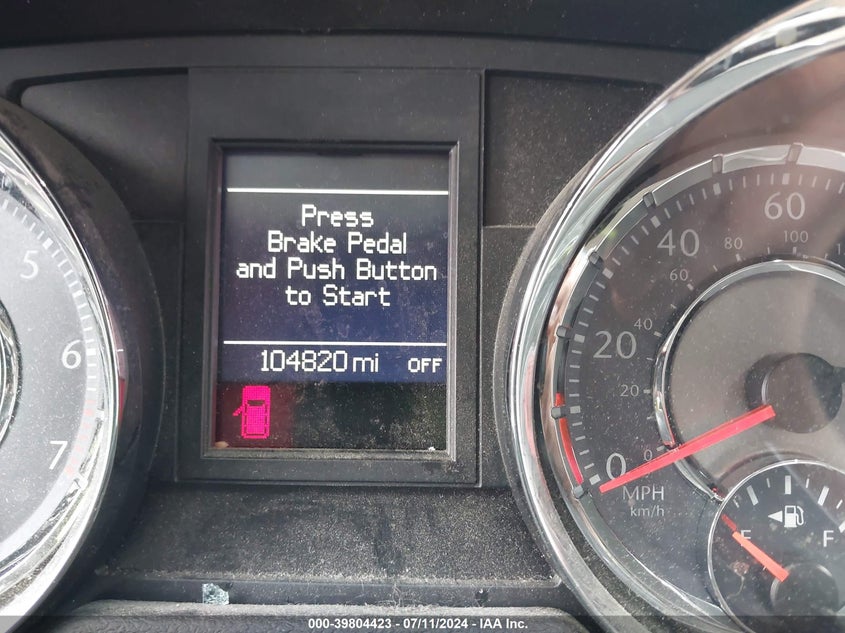 Press
Brake Pedal
and Push Button
to Start
104820 mi OFF
5
6
7
0
20
40
60
0
20
40
60
80
100
MPH
km/h
E
F
000-39804423 - 07/11/2024 - IAA Inc.